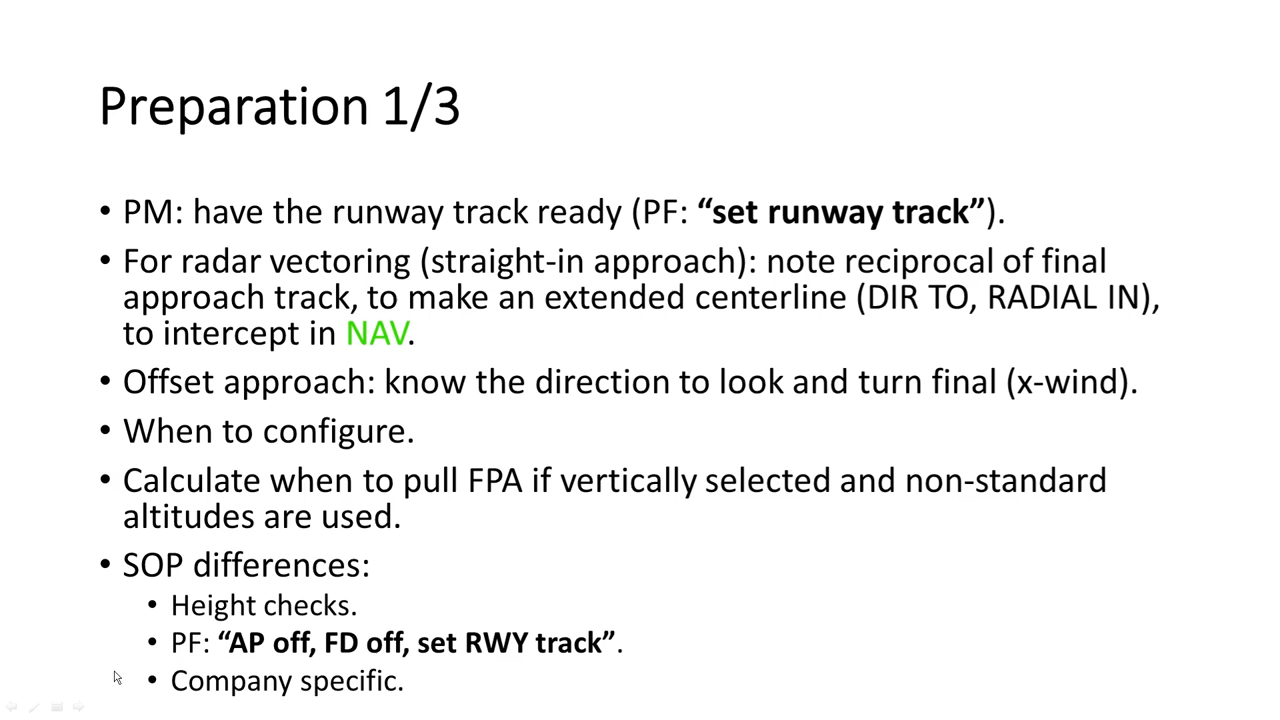 Preparation 1/3
• PM: have the runway track ready (PF: “set runway track”).
• For radar vectoring (straight-in approach): note reciprocal of final
approach track, to make an extended centerline (DIR TO, RADIAL IN),
to intercept in NAV.
• Offset approach: know the direction to look and turn final (x-wind).
• When to configure.
• Calculate when to pull FPA if vertically selected and non-standard
altitudes are used.
• SOP differences:
• Height checks.
• PF: “AP off, FD off, set RWY track”.
• Company specific.